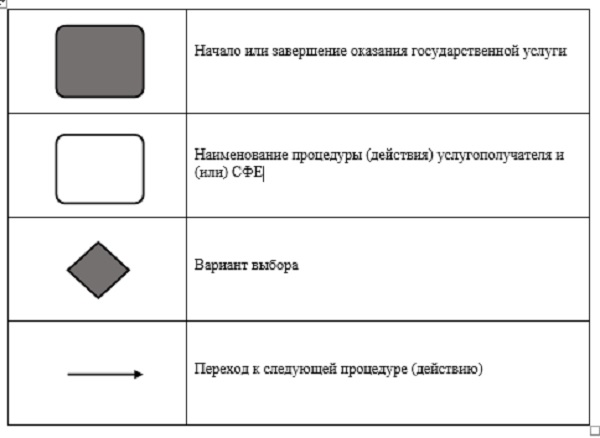 Начало или завершение оказания государственной услуги
Наименование процедуры (действия) услугополучателя и
(или) СФЕ
Вариант выбора
Переход к следующей процедуре (действию)